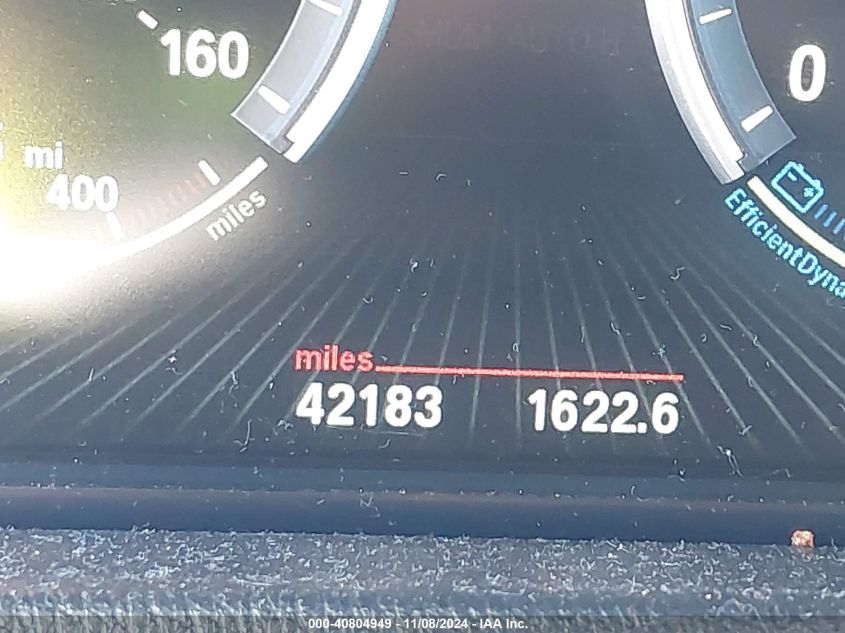 160
0
mi
400
miles
EfficientDyna
miles
42183 1622.6
000-40804949 - 11/08/2024 - IAA Inc.